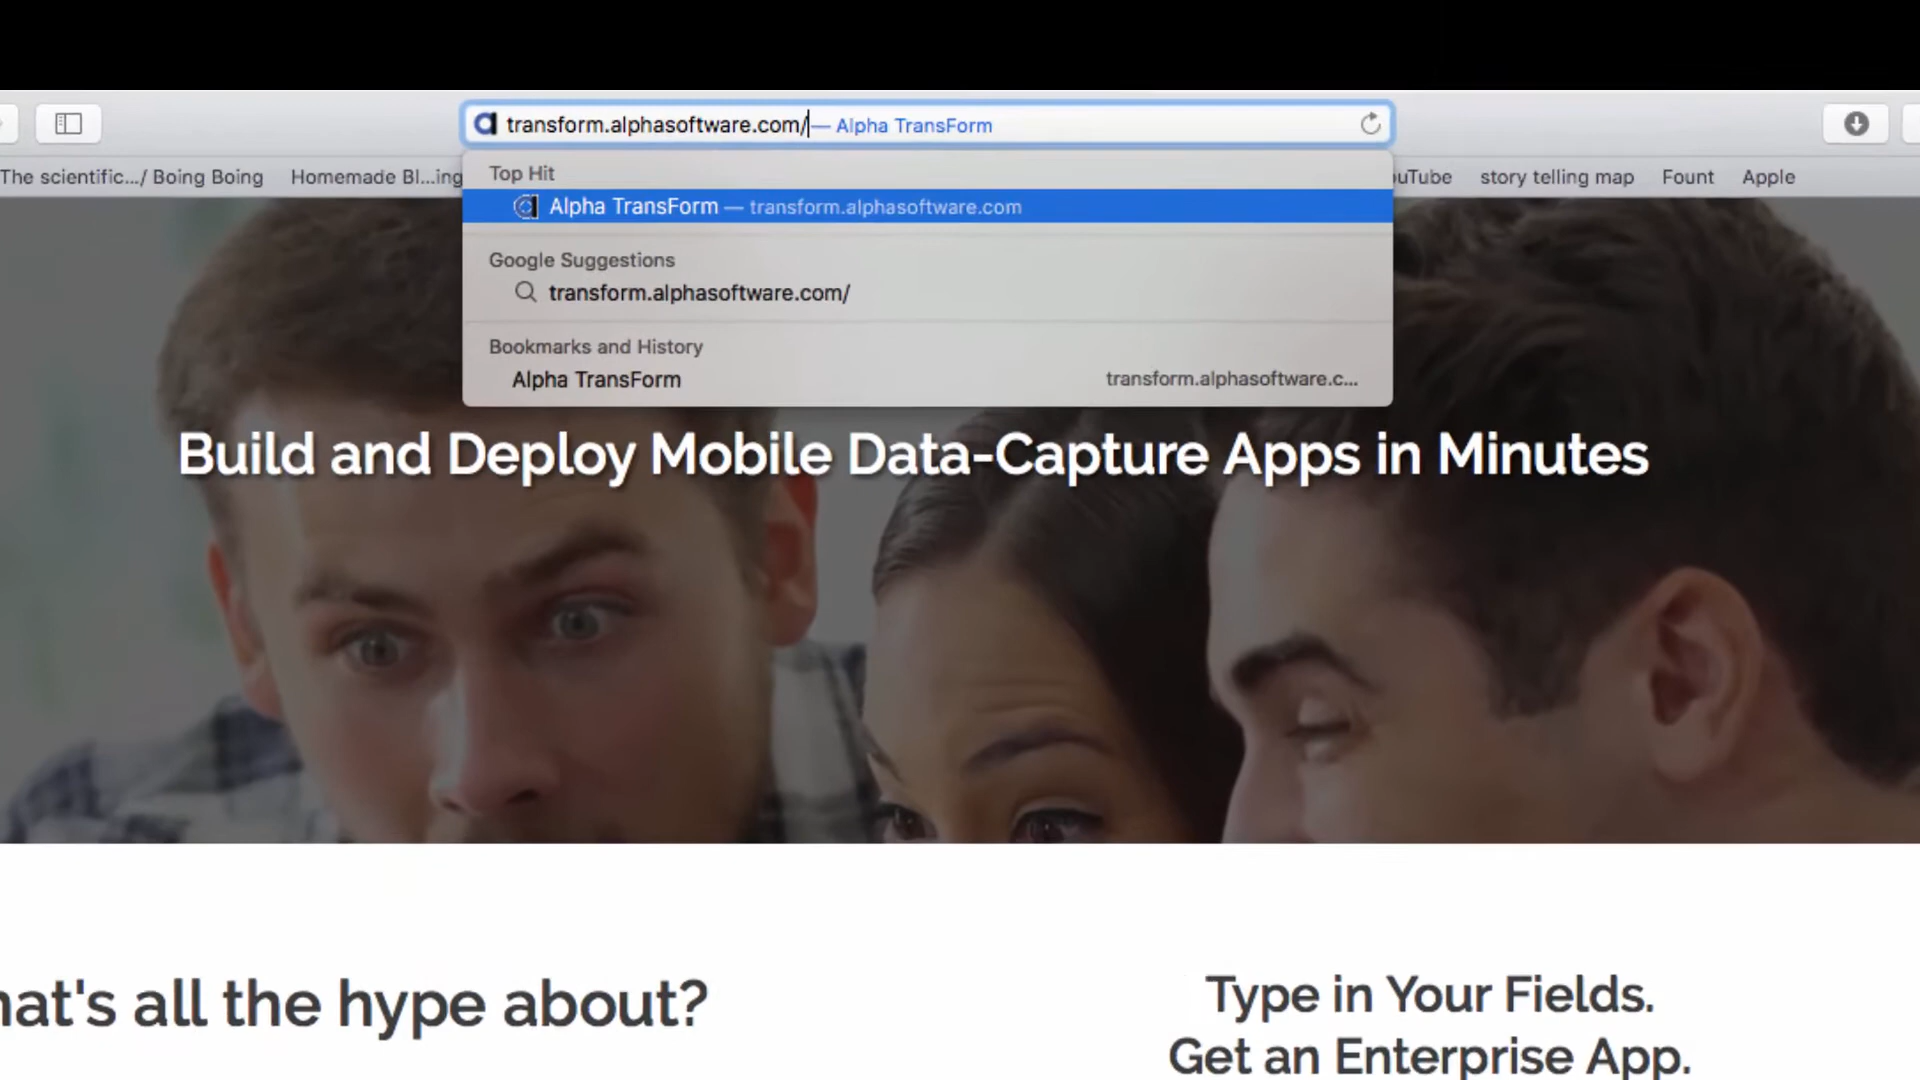 transform.alphasoftware.com/ — Alpha TransForm
Top Hit
The scientific.../ Boing Boing Homemade Bl...ing uTube story telling map Fount Apple
Alpha TransForm — transform.alphasoftware.com
Google Suggestions
transform.alphasoftware.com/
Bookmarks and History
Alpha TransForm transform.alphasoftware.c...
Build and Deploy Mobile Data-Capture Apps in Minutes
hat's all the hype about?
Type in Your Fields.
Get an Enterprise App.